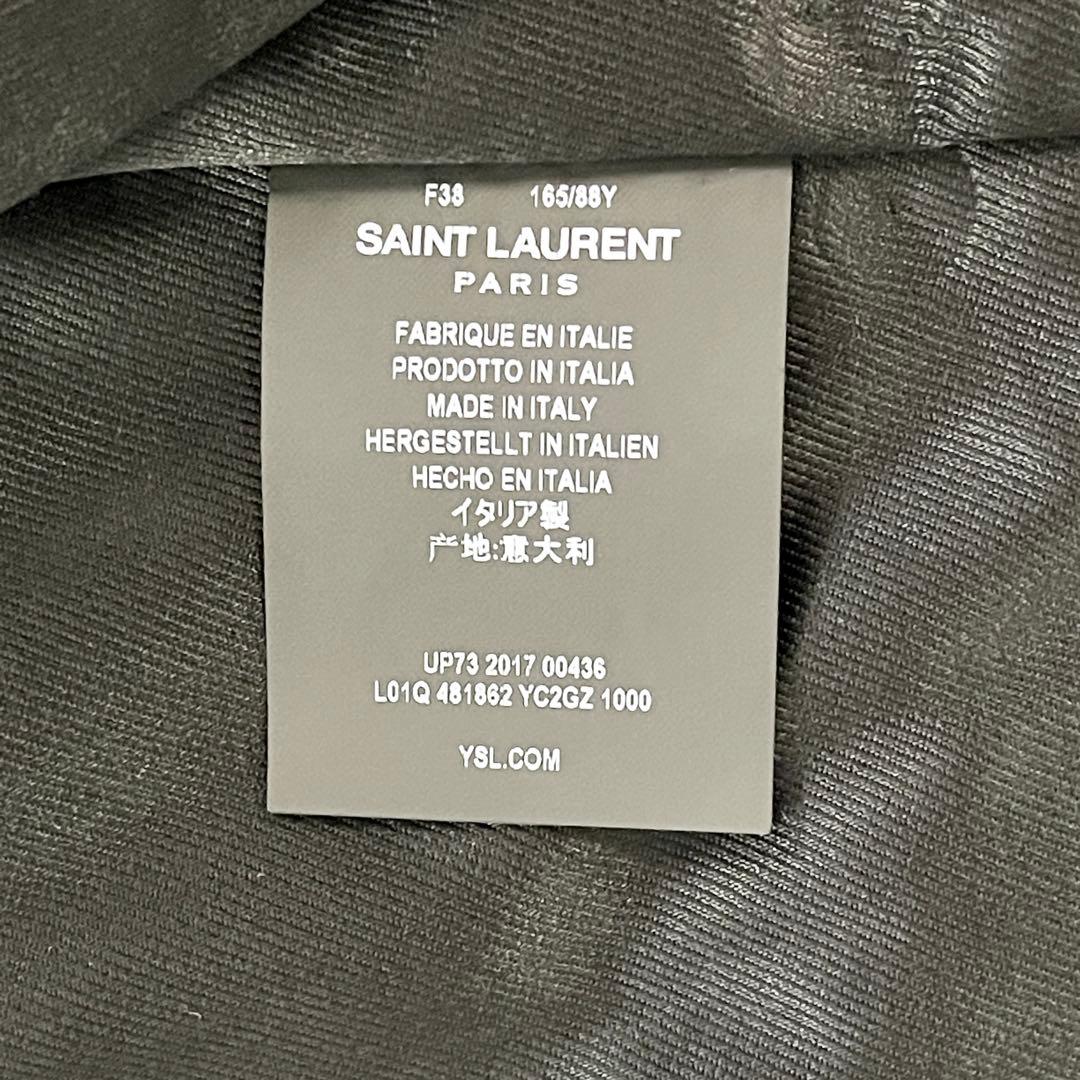 F38 165/88Y
SAINT LAURENT
PARIS
FABRIQUE EN ITALIE
PRODOTTO IN ITALIA
MADE IN ITALY
HERGESTELLT IN ITALIEN
HECHO EN ITALIA
イタリア製
产地:意大利
UP73 2017 00436
L01Q 481862 YC2GZ 1000
YSL.COM